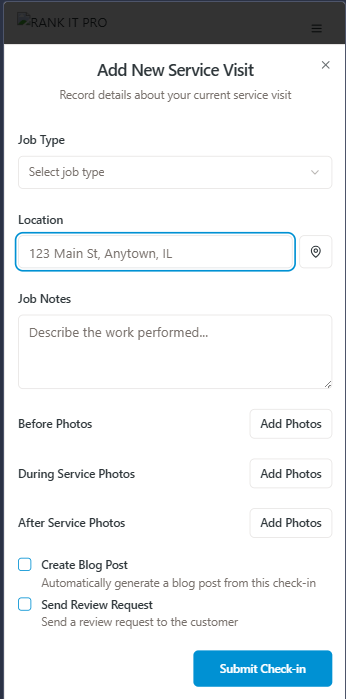 RANK IT PRO
Add New Service Visit
Record details about your current service visit
Job Type
Select job type
Location
123 Main St, Anytown, IL
Job Notes
Describe the work performed...
Before Photos
Add Photos
During Service Photos
Add Photos
After Service Photos
Add Photos
Create Blog Post
Automatically generate a blog post from this check-in
Send Review Request
Send a review request to the customer
Submit Check-in